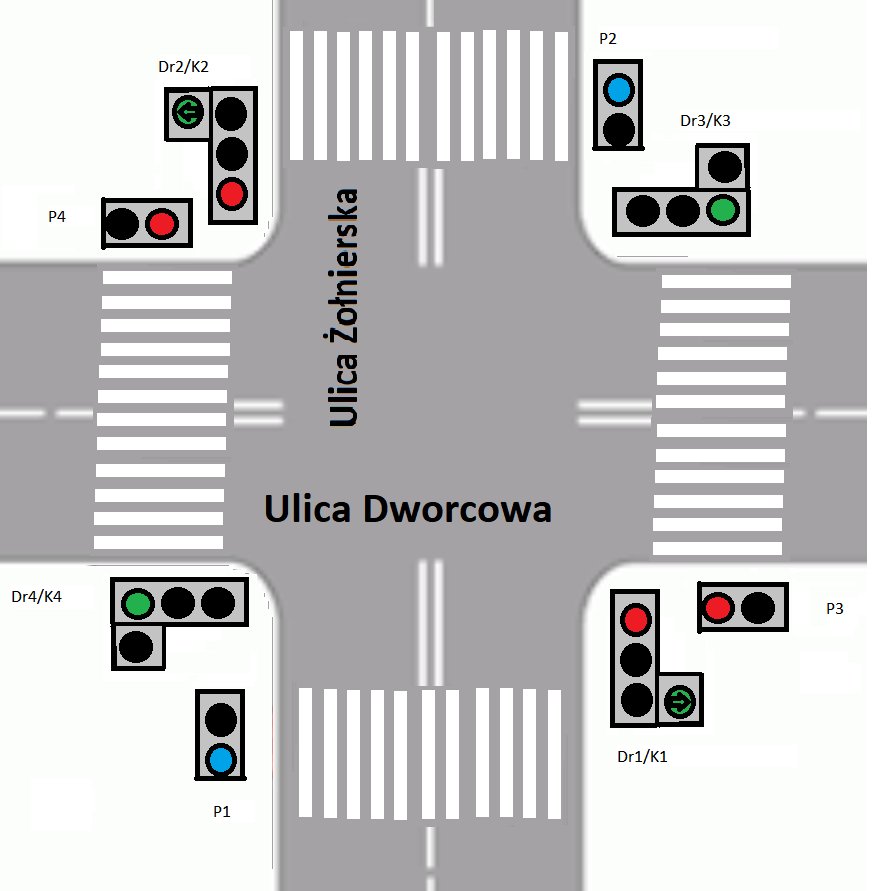 P2
Dr2/K2
Dr3/K3
P4
Ulica Żołnierska
Ulica Dworcowa
Dr4/K4
P3
Dr1/K1
P1